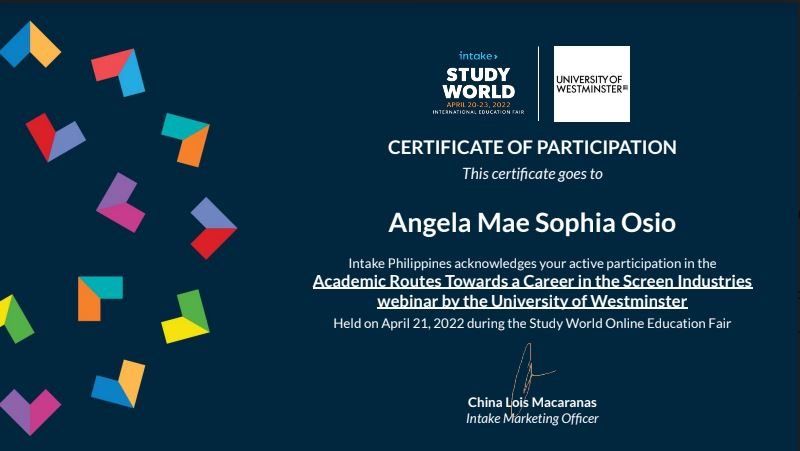 intake
STUDY
WORLD
APRIL 20-23, 2022
INTERNATIONAL EDUCATION FAIR
UNIVERSITY OF
WESTMINSTER
CERTIFICATE OF PARTICIPATION
This certificate goes to
Angela Mae Sophia Osio
Intake Philippines acknowledges your active participation in the
Academic Routes Towards a Career in the Screen Industries
webinar by the University of Westminster
Held on April 21, 2022 during the Study World Online Education Fair
China Lois Macaranas
Intake Marketing Officer